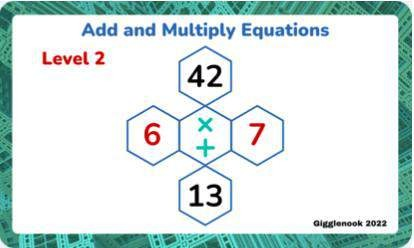 Add and Multiply Equations
Level 2
42
6 × 7
+
13
Gigglenook 2022